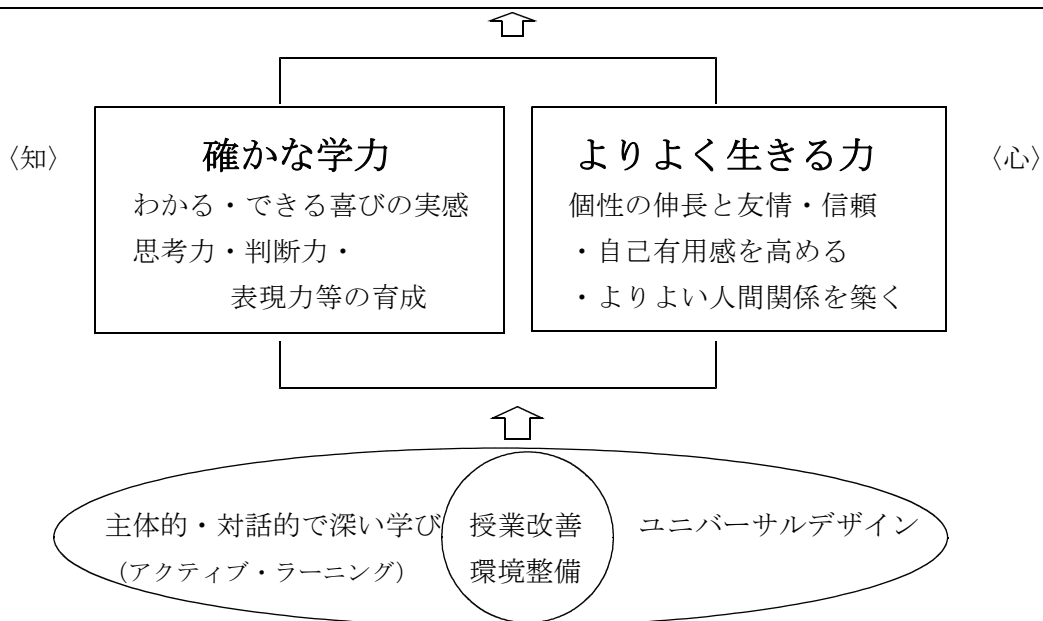 〈知〉
確かな学力
わかる・できる喜びの実感
思考力・判断力・
表現力等の育成
よりよく生きる力
個性の伸長と友情・信頼
・自己有用感を高める
・よりよい人間関係を築く
〈心〉
主体的・対話的で深い学び
（アクティブ・ラーニング）
授業改善
環境整備
ユニバーサルデザイン